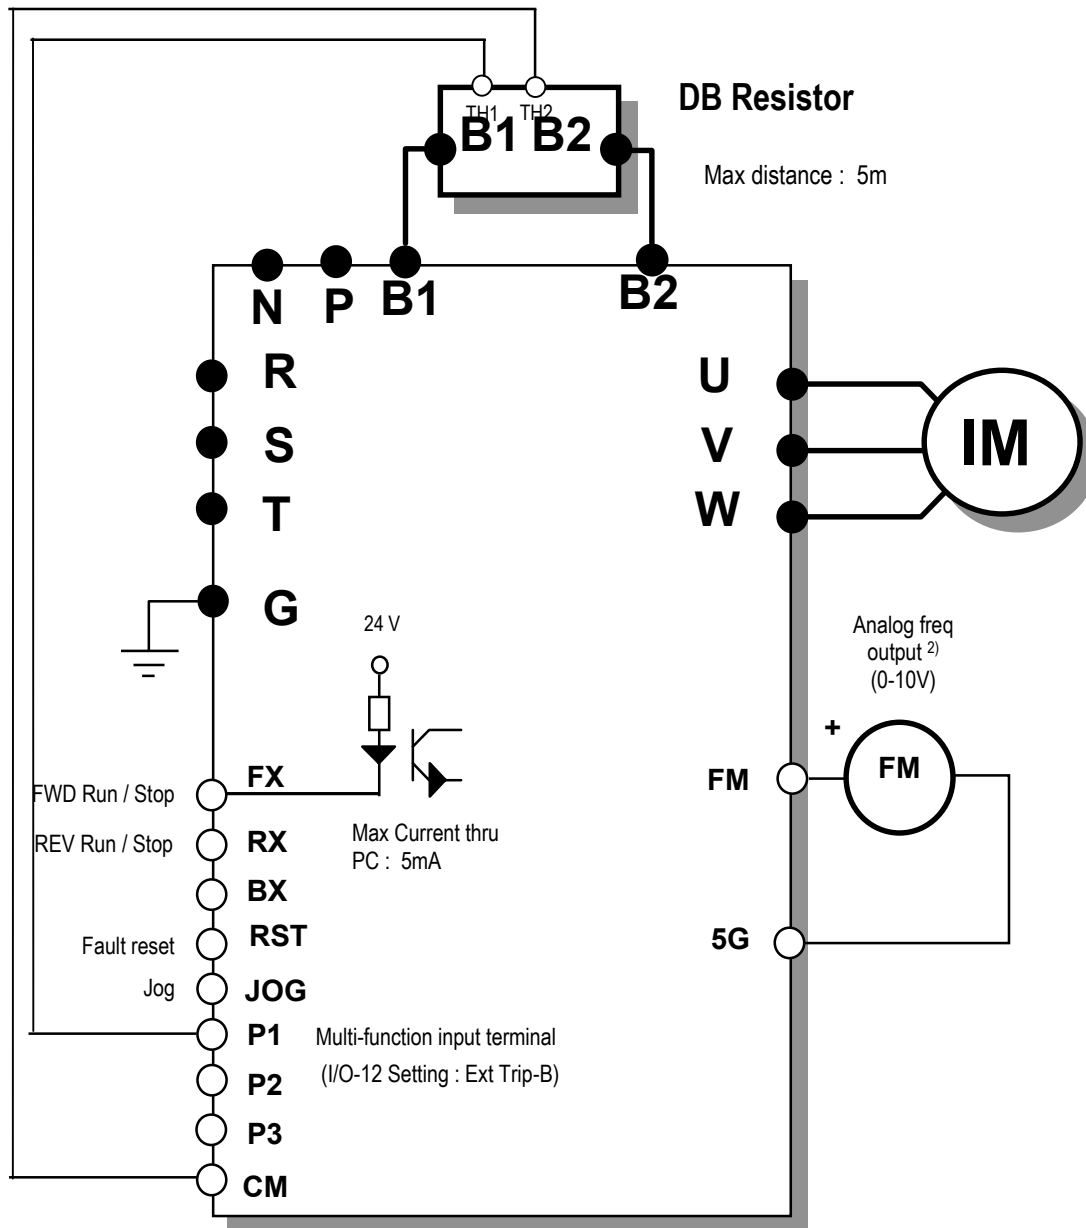 DB Resistor
TH1 TH2
B1 B2
Max distance : 5m
N P B1 B2
R
S
T
G
U
V
W
IM
24 V
Analog freq
output 2)
(0-10V)
+
FM
FM
5G
FWD Run / Stop FX
REV Run / Stop RX
Max Current thru
PC : 5mA
BX
Fault reset RST
Jog JOG
P1 Multi-function input terminal
(I/O-12 Setting : Ext Trip-B)
P2
P3
CM